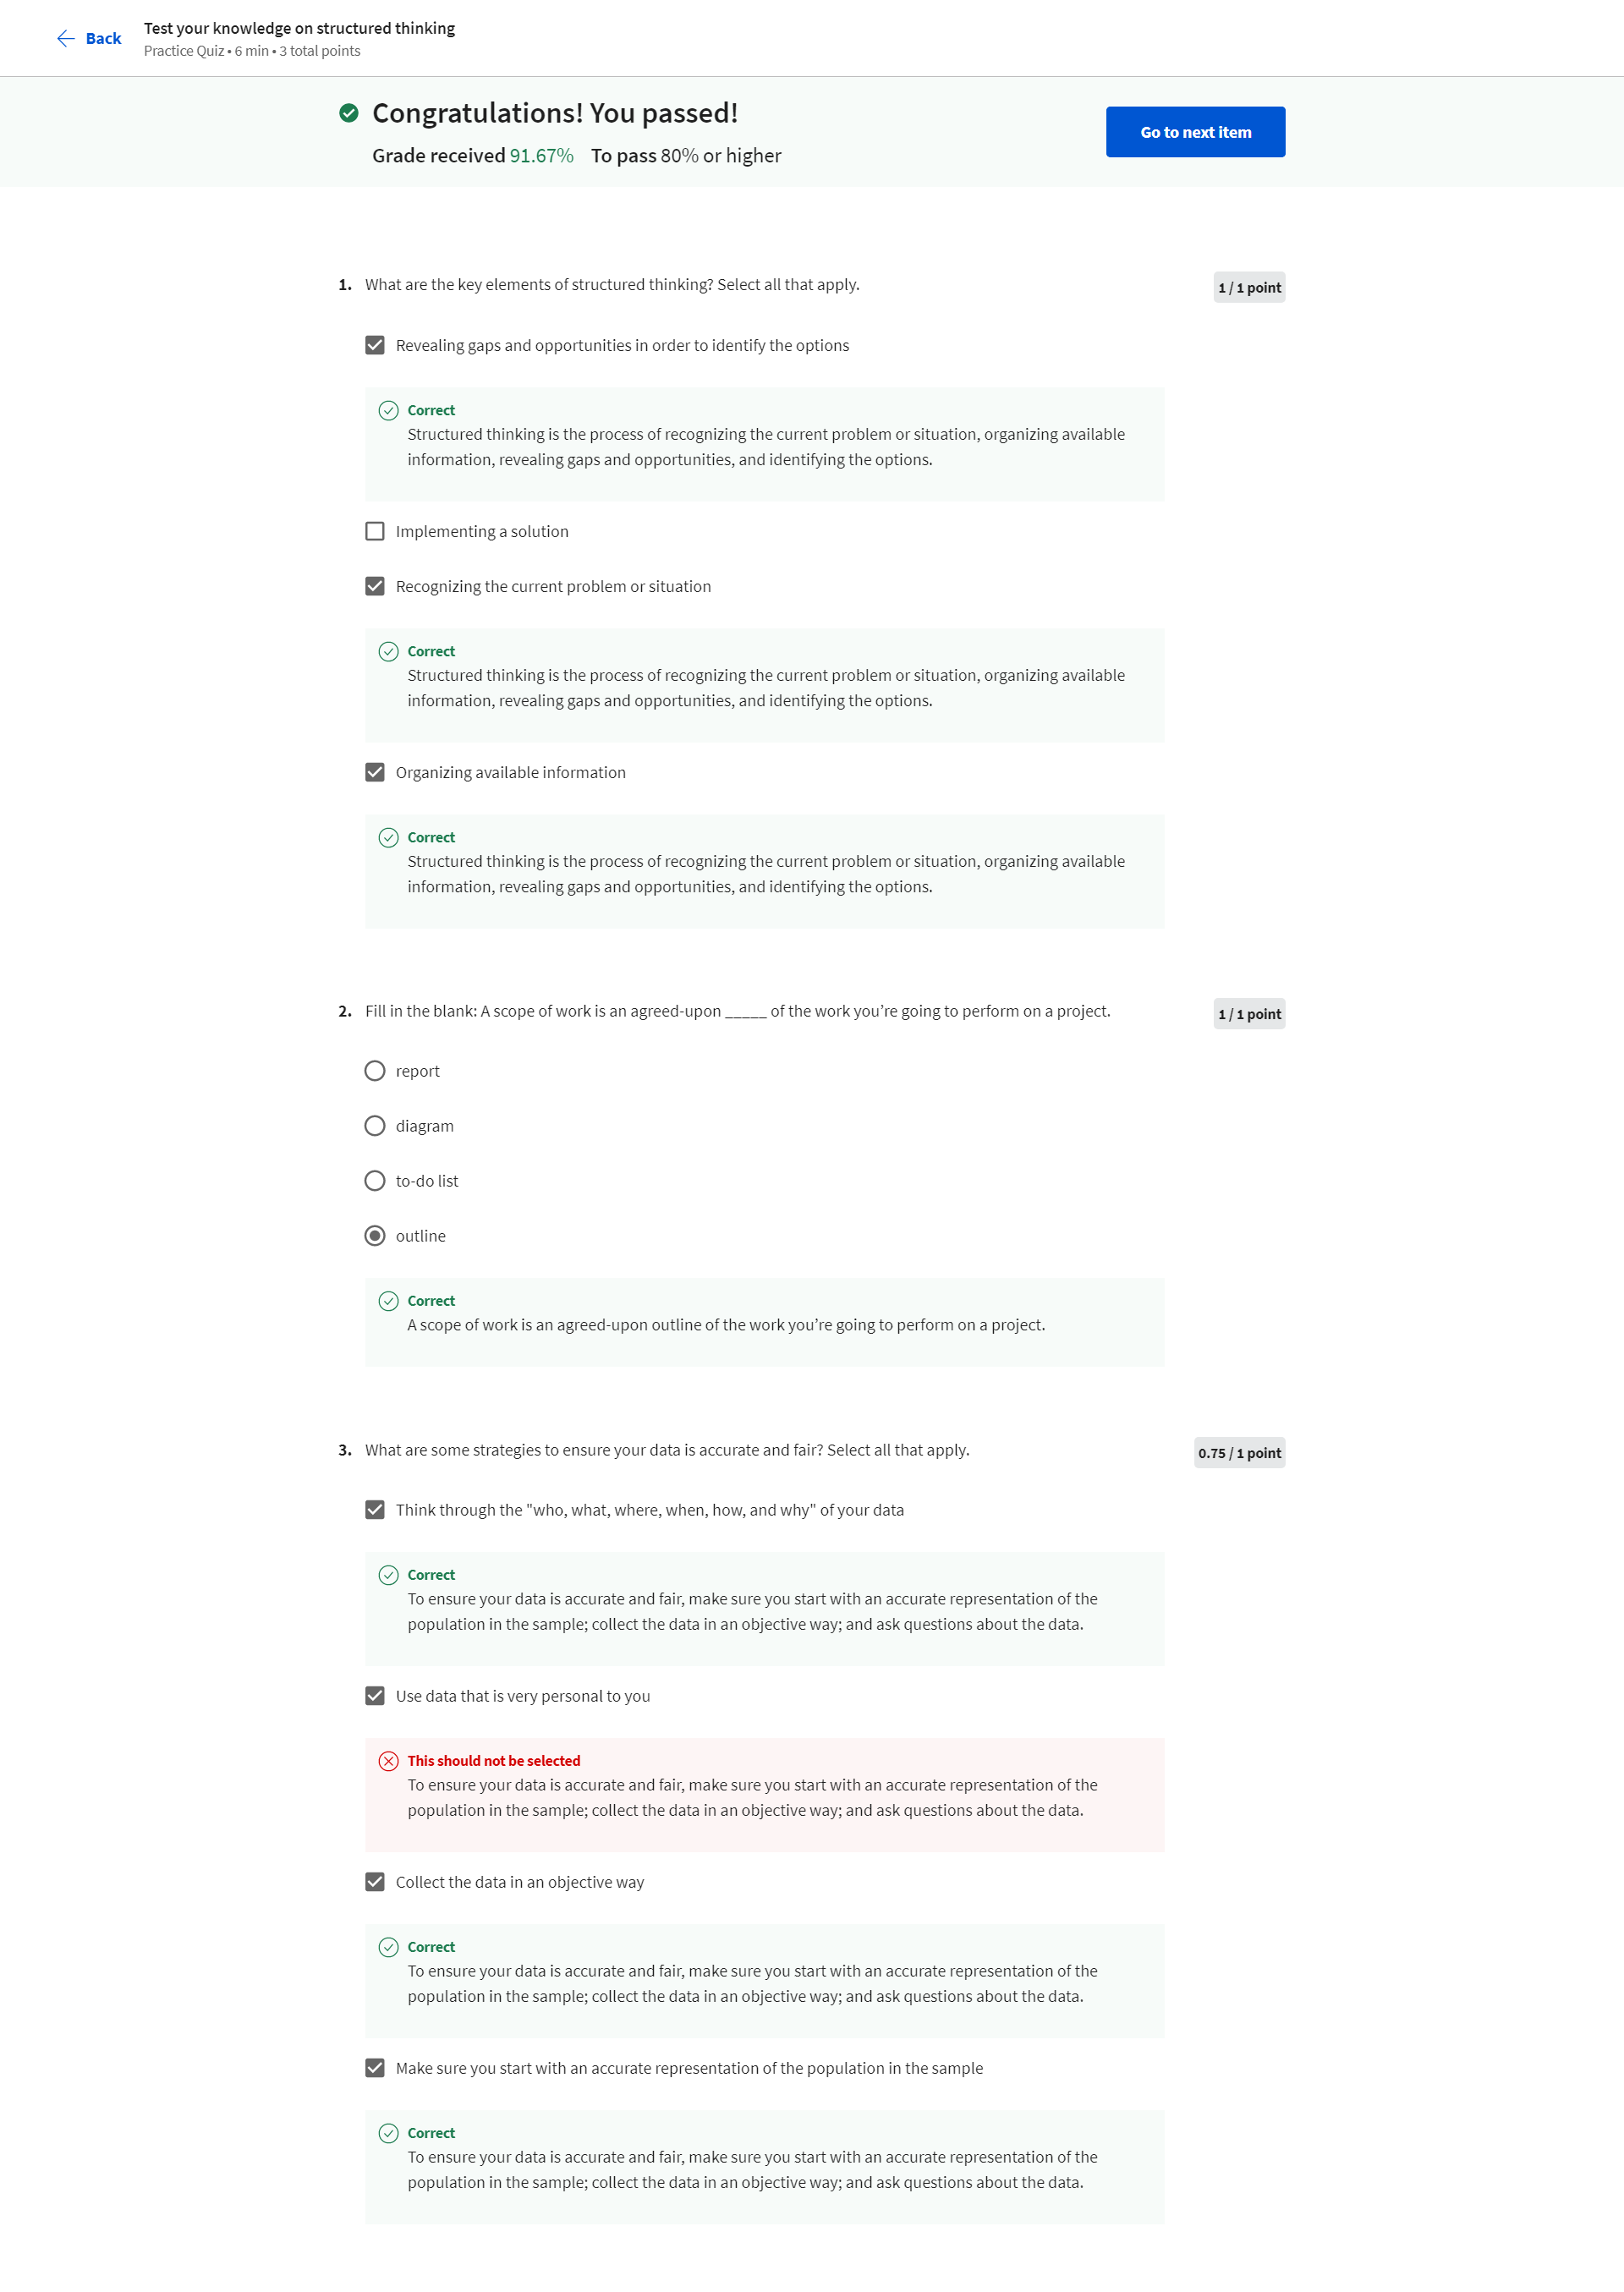 Back
Test your knowledge on structured thinking
Practice Quiz • 6 min • 3 total points
Congratulations! You passed!
Grade received 91.67% To pass 80% or higher
Go to next item
1. What are the key elements of structured thinking? Select all that apply.
1 / 1 point
Revealing gaps and opportunities in order to identify the options
Correct
Structured thinking is the process of recognizing the current problem or situation, organizing available
information, revealing gaps and opportunities, and identifying the options.
Implementing a solution
Recognizing the current problem or situation
Correct
Structured thinking is the process of recognizing the current problem or situation, organizing available
information, revealing gaps and opportunities, and identifying the options.
Organizing available information
Correct
Structured thinking is the process of recognizing the current problem or situation, organizing available
information, revealing gaps and opportunities, and identifying the options.
2. Fill in the blank: A scope of work is an agreed-upon _____ of the work you’re going to perform on a project.
1 / 1 point
report
diagram
to-do list
outline
Correct
A scope of work is an agreed-upon outline of the work you’re going to perform on a project.
3. What are some strategies to ensure your data is accurate and fair? Select all that apply.
0.75 / 1 point
Think through the "who, what, where, when, how, and why" of your data
Correct
To ensure your data is accurate and fair, make sure you start with an accurate representation of the
population in the sample; collect the data in an objective way; and ask questions about the data.
Use data that is very personal to you
This should not be selected
To ensure your data is accurate and fair, make sure you start with an accurate representation of the
population in the sample; collect the data in an objective way; and ask questions about the data.
Collect the data in an objective way
Correct
To ensure your data is accurate and fair, make sure you start with an accurate representation of the
population in the sample; collect the data in an objective way; and ask questions about the data.
Make sure you start with an accurate representation of the population in the sample
Correct
To ensure your data is accurate and fair, make sure you start with an accurate representation of the
population in the sample; collect the data in an objective way; and ask questions about the data.